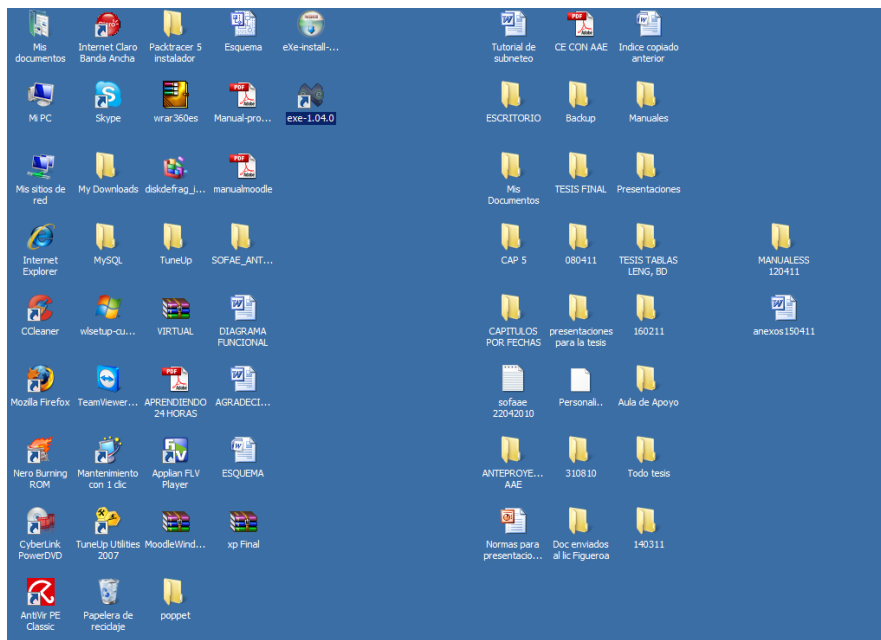 Mis documentos
Internet Claro Banda Ancha
Packtracer 5 instalador
Esquema
eXe-install-...
Tutorial de subneteo
CE CON AAE
Indice copiado anterior
Mi PC
Skype
wrar360es
Manual-pro...
exe-1.04.0
ESCRITORIO
Backup
Manuales
Mis sitios de red
My Downloads
diskdefrag_i...
manualmoodle
Mis Documentos
TESIS FINAL
Presentaciones
Internet Explorer
MySQL
TuneUp
SOFAE_ANT...
CAP 5
080411
TESIS TABLAS LENG, BD
MANUALESS 120411
CCleaner
wlsetup-cu...
VIRTUAL
DIAGRAMA FUNCIONAL
CAPITULOS POR FECHAS
presentaciones para la tesis
160211
anexos150411
Mozilla Firefox
TeamViewer...
APRENDIENDO 24 HORAS
AGRADECI...
sofaae 22042010
Personali..
Aula de Apoyo
Nero Burning ROM
Mantenimiento con 1 clic
Applian FLV Player
ESQUEMA
ANTEPROYE... AAE
310810
Todo tesis
CyberLink PowerDVD
TuneUp Utilities 2007
MoodleWind...
xp Final
Normas para presentacio...
Doc enviados al lic Figueroa
140311
AntiVir PE Classic
Papelera de reciclaje
poppet